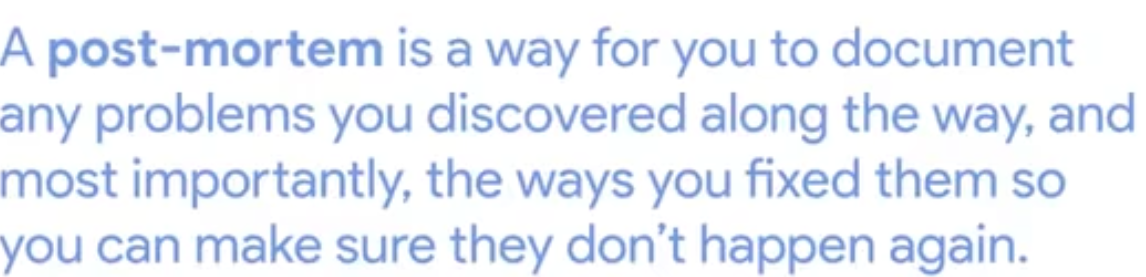 A post-mortem is a way for you to document
any problems you discovered along the way, and
most importantly, the ways you fixed them so
you can make sure they don’t happen again.